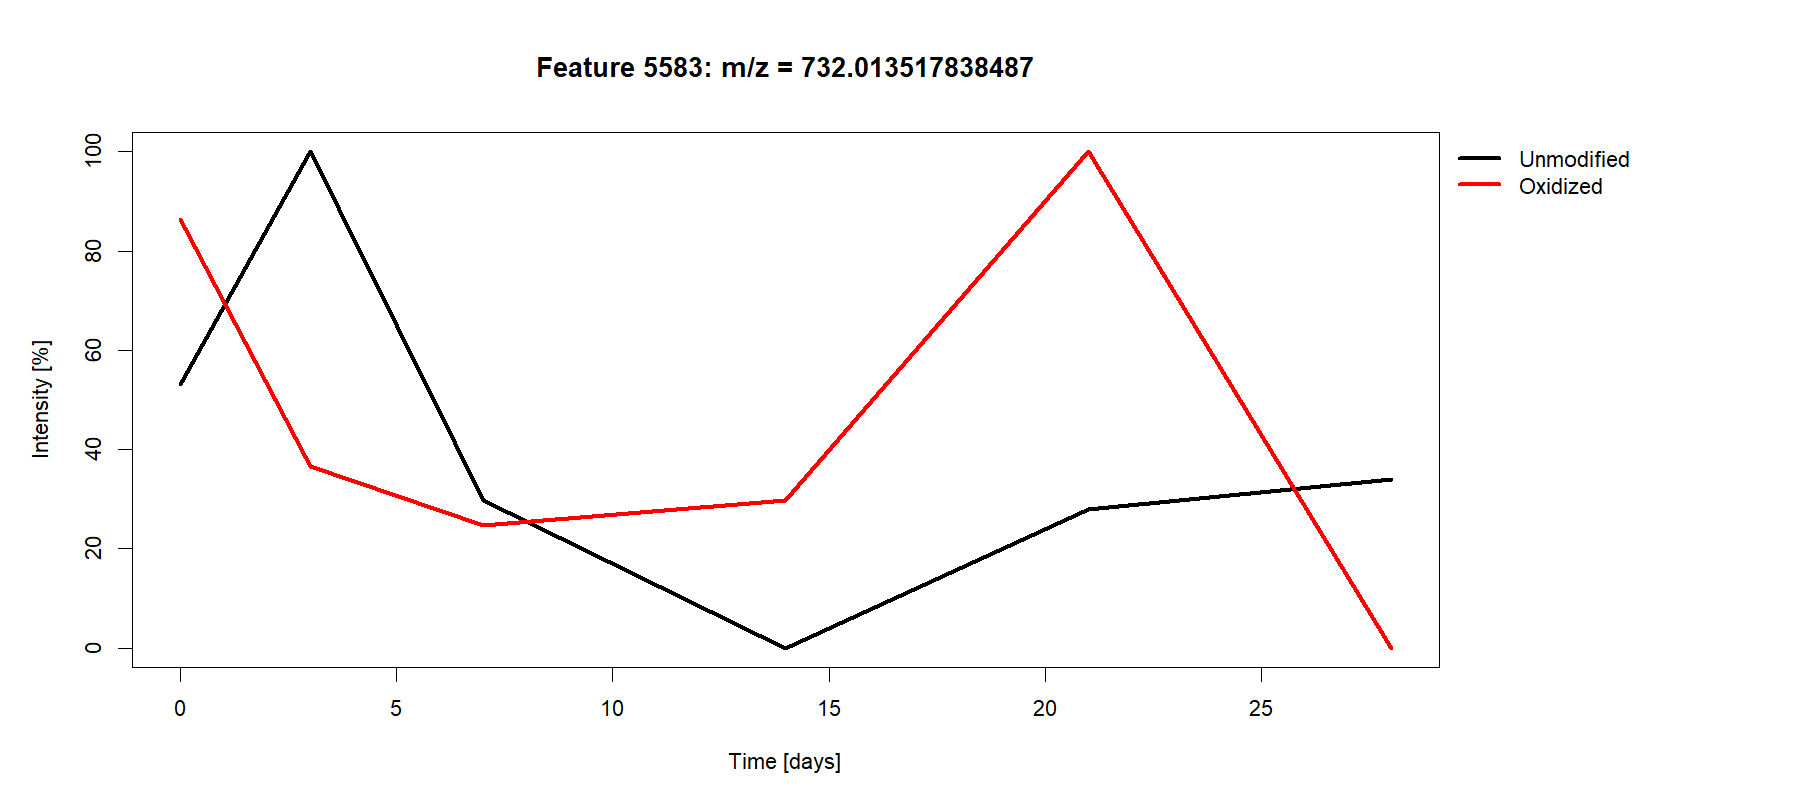 Feature 5583: m/z = 732.013517838487
Unmodified
Oxidized
Intensity [%]
100
80
60
40
20
0
0 5 10 15 20 25
Time [days]